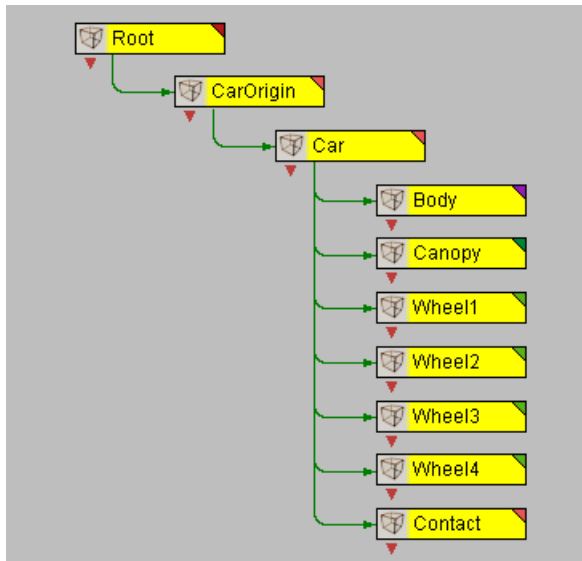 Root
CarOrigin
Car
Body
Canopy
Wheel1
Wheel2
Wheel3
Wheel4
Contact